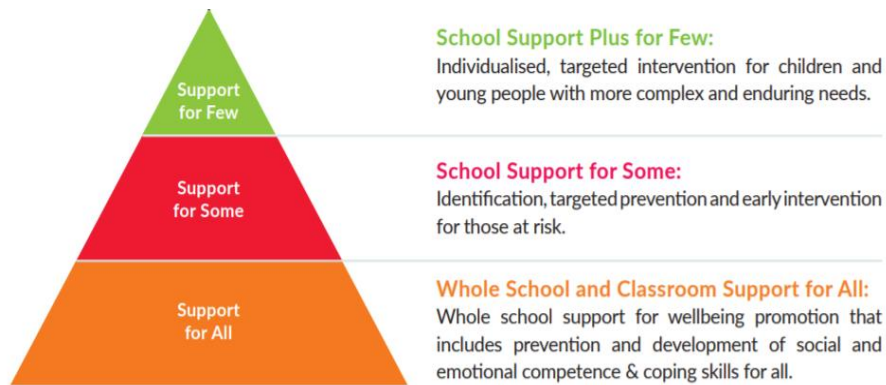 Support
for Few
School Support Plus for Few:
Individualised, targeted intervention for children and
young people with more complex and enduring needs.
Support
for Some
School Support for Some:
Identification, targeted prevention and early intervention
for those at risk.
Support
for All
Whole School and Classroom Support for All:
Whole school support for wellbeing promotion that
includes prevention and development of social and
emotional competence & coping skills for all.